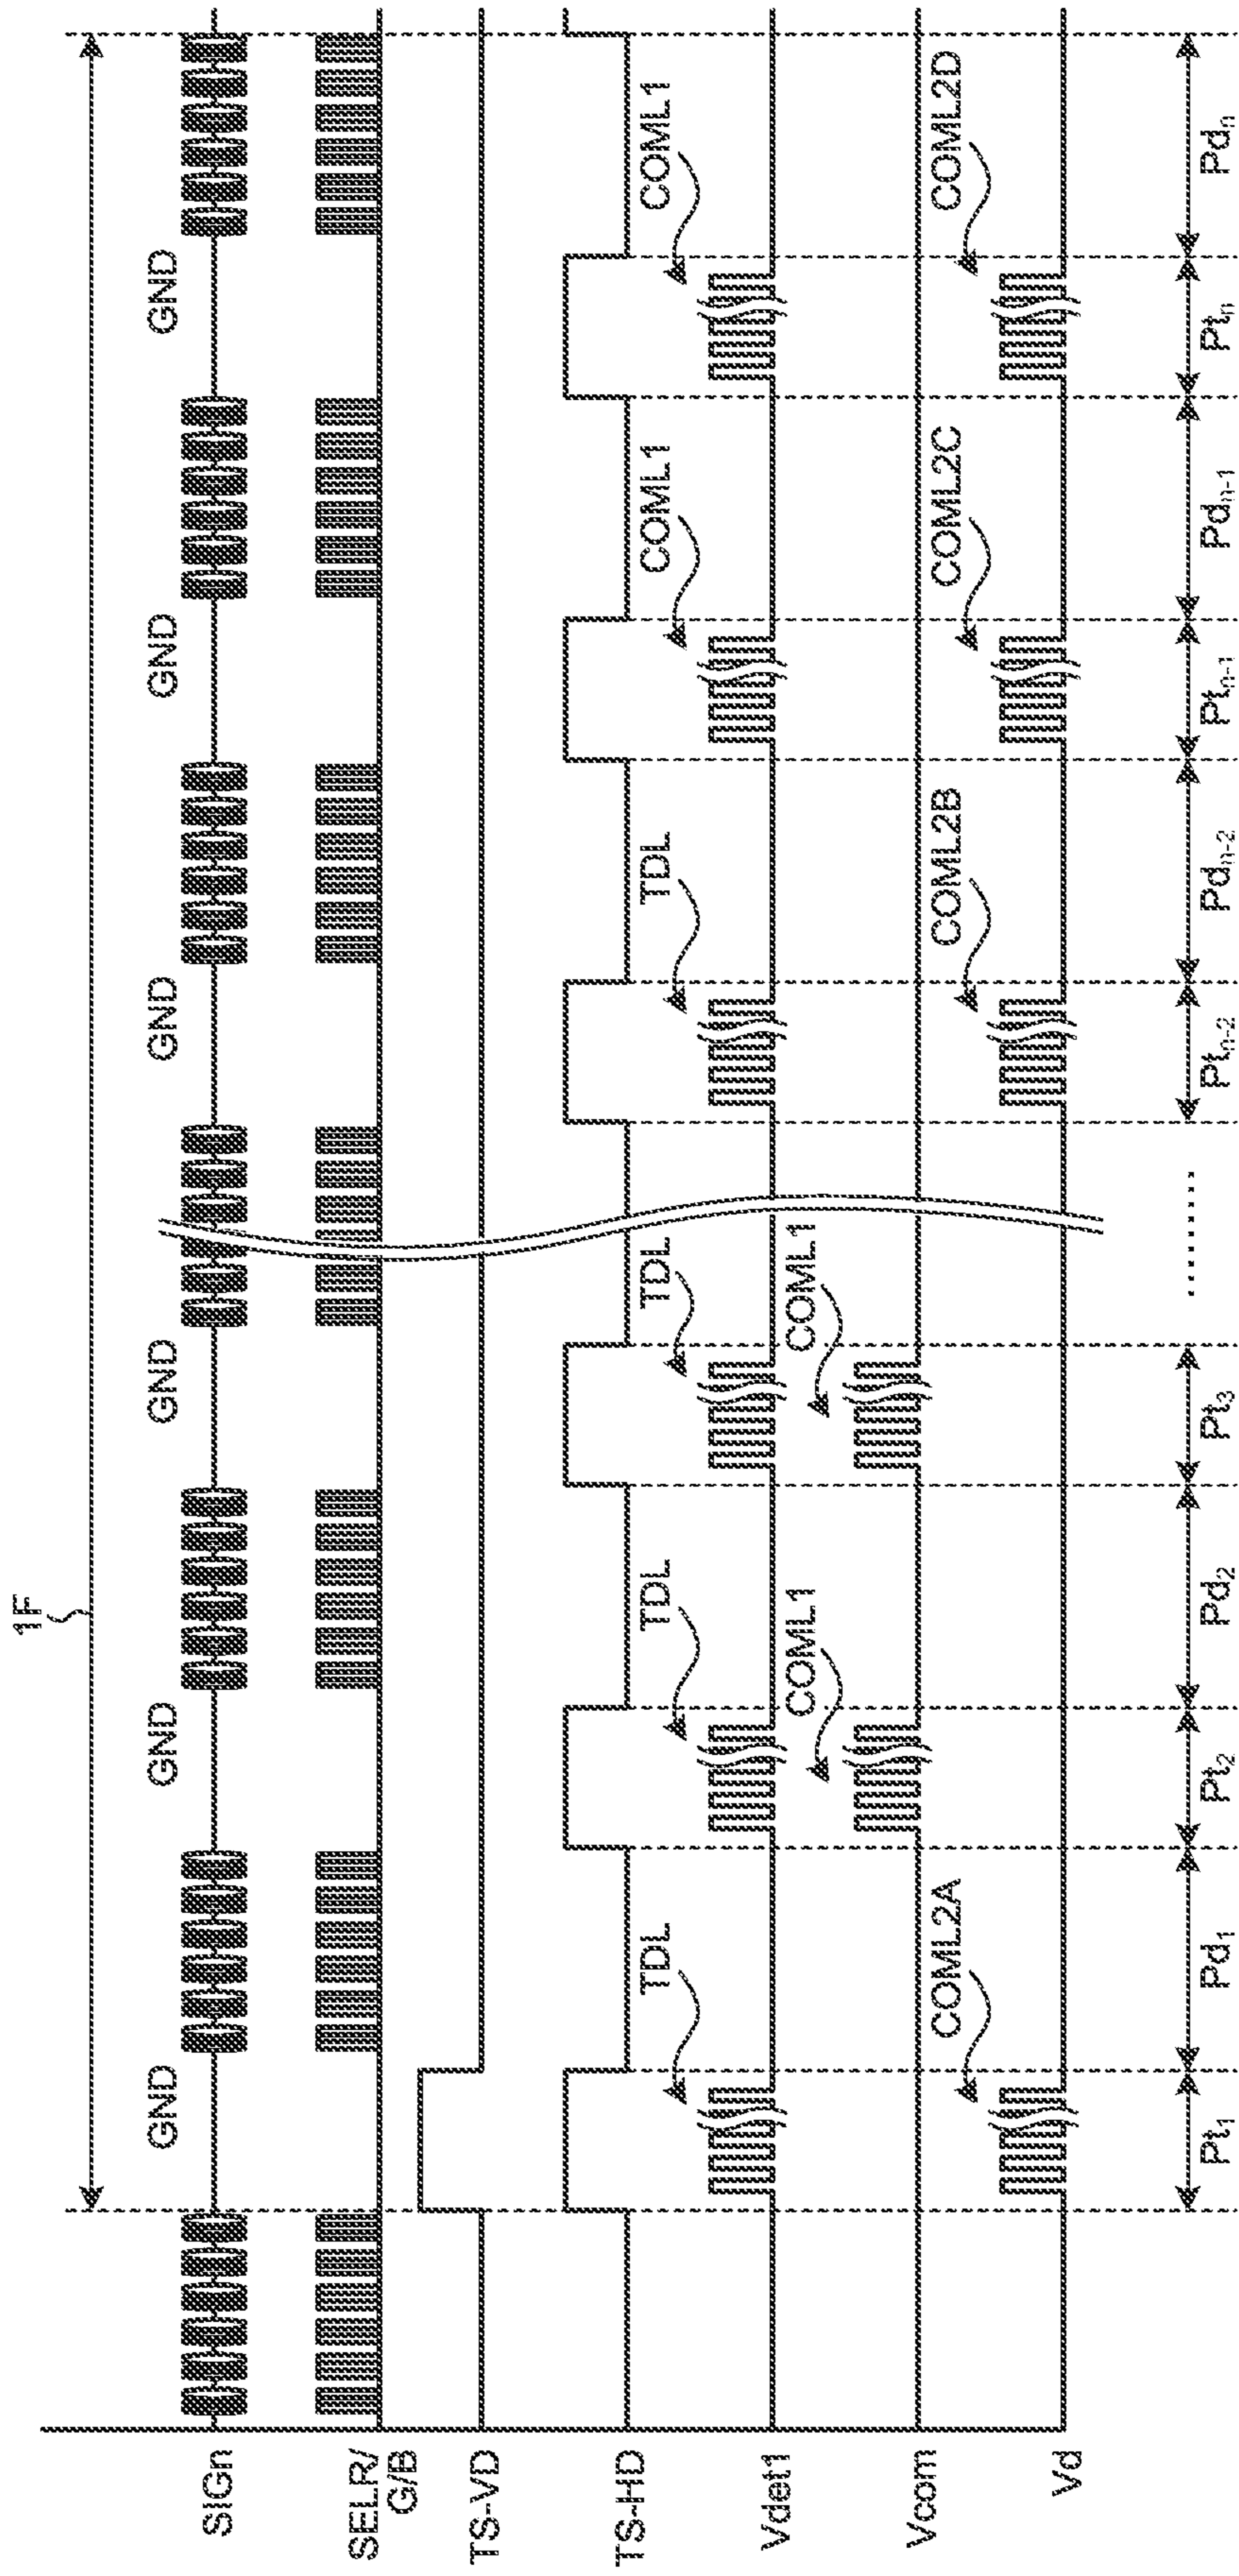 1F
SIGn
GND
GND
GND
GND
GND
GND
SELR/
G/B
TS-VD
TS-HD
Vdet1
TDL
TDL
TDL
TDL
COML1
COML1
Vcom
COML1
COML1
Vd
COML2A
COML2B
COML2C
COML2D
Pt1
Pd1
Pt2
Pd2
Pt3
........
Ptn-2
Pdn-2
Ptn-1
Pdn-1
Ptn
Pdn